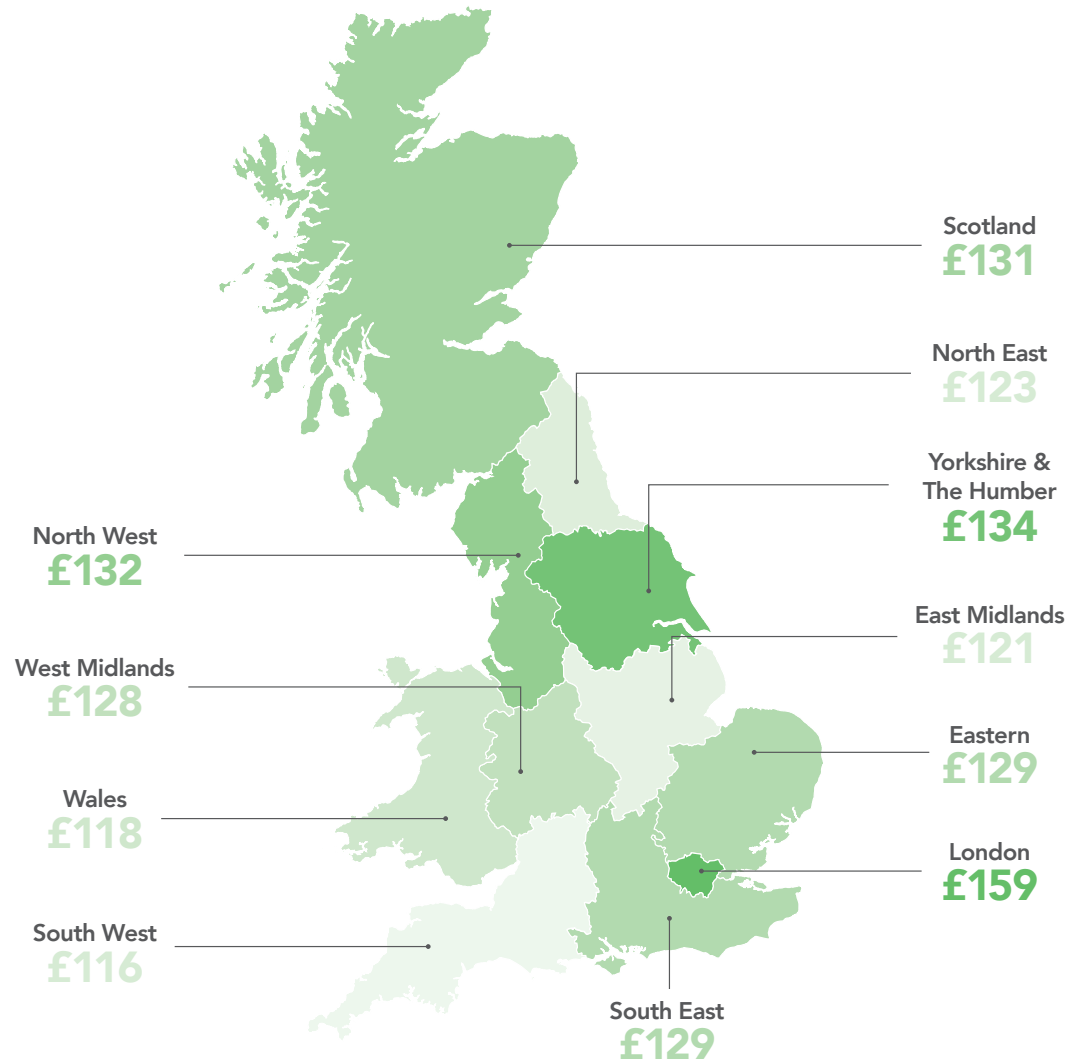 Scotland
£131
North East
£123
Yorkshire &
The Humber
£134
North West
£132
East Midlands
£121
West Midlands
£128
Eastern
£129
Wales
£118
London
£159
South West
£116
South East
£129